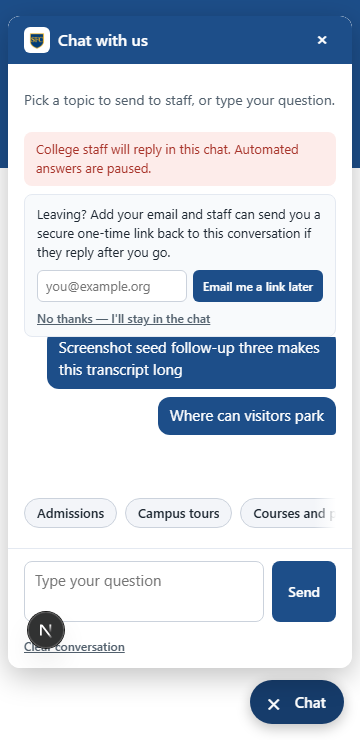 SFC
Chat with us
×
Pick a topic to send to staff, or type your question.
College staff will reply in this chat. Automated
answers are paused.
Leaving? Add your email and staff can send you a
secure one-time link back to this conversation if
they reply after you go.
you@example.org
Email me a link later
No thanks — I'll stay in the chat
Screenshot seed follow-up three makes
this transcript long
Where can visitors park
Admissions
Campus tours
Courses and p
Type your question
Send
N
Clear conversation
× Chat